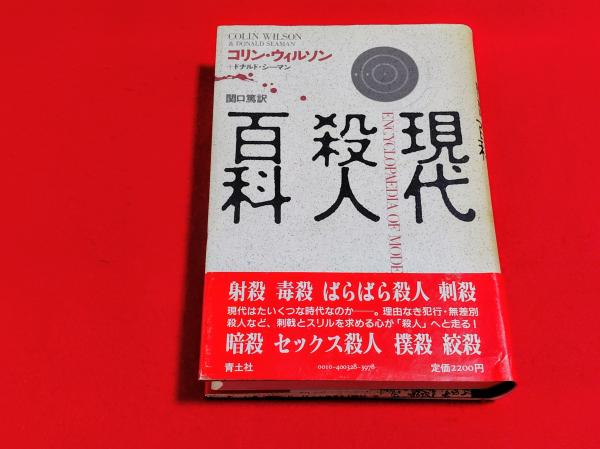 COLIN WILSON
& DONALD SEAMAN
コリン・ウィルソン
+ドナルド・シーマン
関口篤訳
現代
殺人
百科
ENCYCLOPAEDIA OF MODE
射殺 毒殺 ばらばら殺人 刺殺
現代はたいくつな時代なのか――。理由なき犯行・無差別
殺人など、刺戟とスリルを求める心が「殺人」へと走る!
暗殺 セックス殺人 撲殺 絞殺
青土社
0010-400328-3978
定価2200円